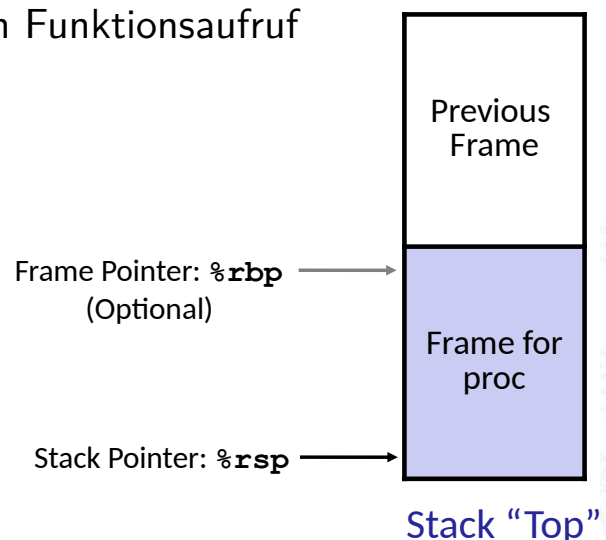 n Funktionsaufruf
Previous
Frame
Frame Pointer: %rbp
(Optional)
Frame for
proc
Stack Pointer: %rsp
Stack “Top”